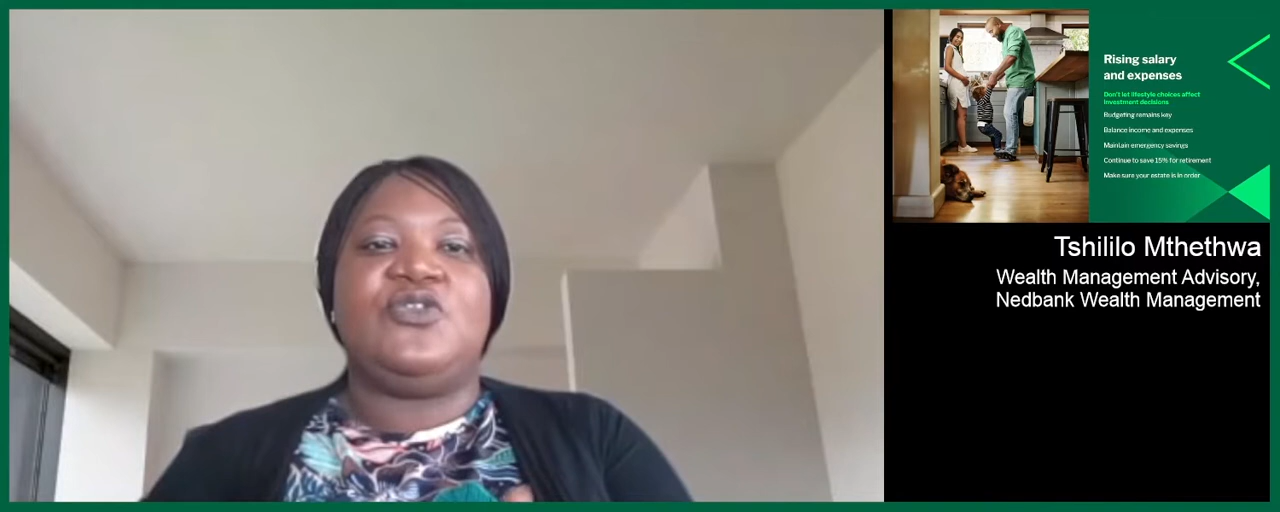 Rising salary
and expenses
Don't let lifestyle choices affect
investment decisions
Budgeting remains key
Balance income and expenses
Maintain emergency savings
Continue to save 15% for retirement
Make sure your estate is in order
Tshililo Mthethwa
Wealth Management Advisory,
Nedbank Wealth Management